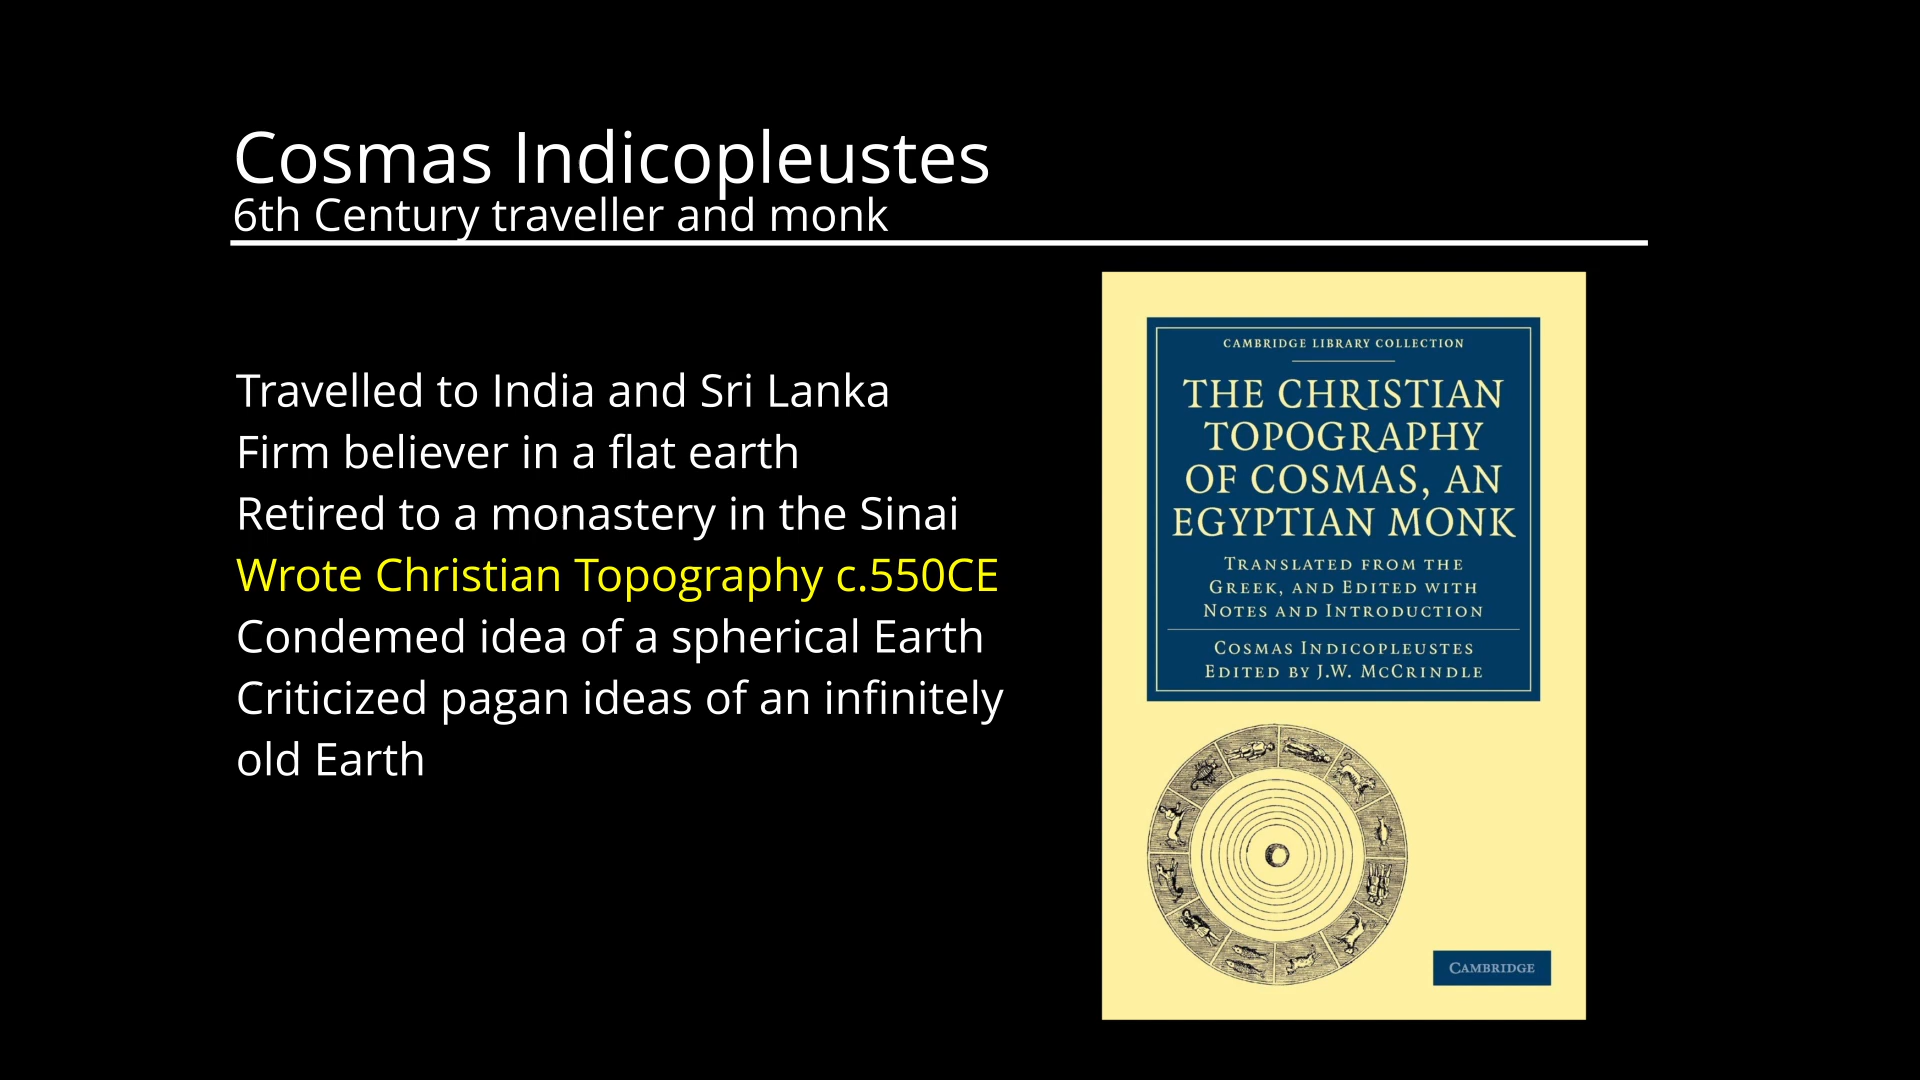 Cosmas Indicopleustes
6th Century traveller and monk
Travelled to India and Sri Lanka
Firm believer in a flat earth
Retired to a monastery in the Sinai
Wrote Christian Topography c.550CE
Condemed idea of a spherical Earth
Criticized pagan ideas of an infinitely
old Earth
CAMBRIDGE LIBRARY COLLECTION
THE CHRISTIAN
TOPOGRAPHY
OF COSMAS, AN
EGYPTIAN MONK
TRANSLATED FROM THE
GREEK, AND EDITED WITH
NOTES AND INTRODUCTION
COSMAS INDICOPLEUSTES
EDITED BY J.W. MCCRINDLE
CAMBRIDGE